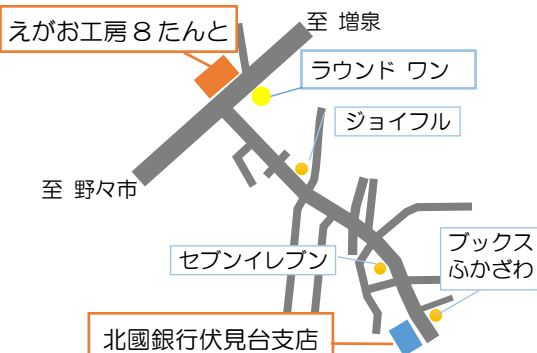 えがお工房8たんと
至 増泉
ラウンド ワン
ジョイフル
至 野々市
セブンイレブン
ブックス
ふかざわ
北國銀行伏見台支店